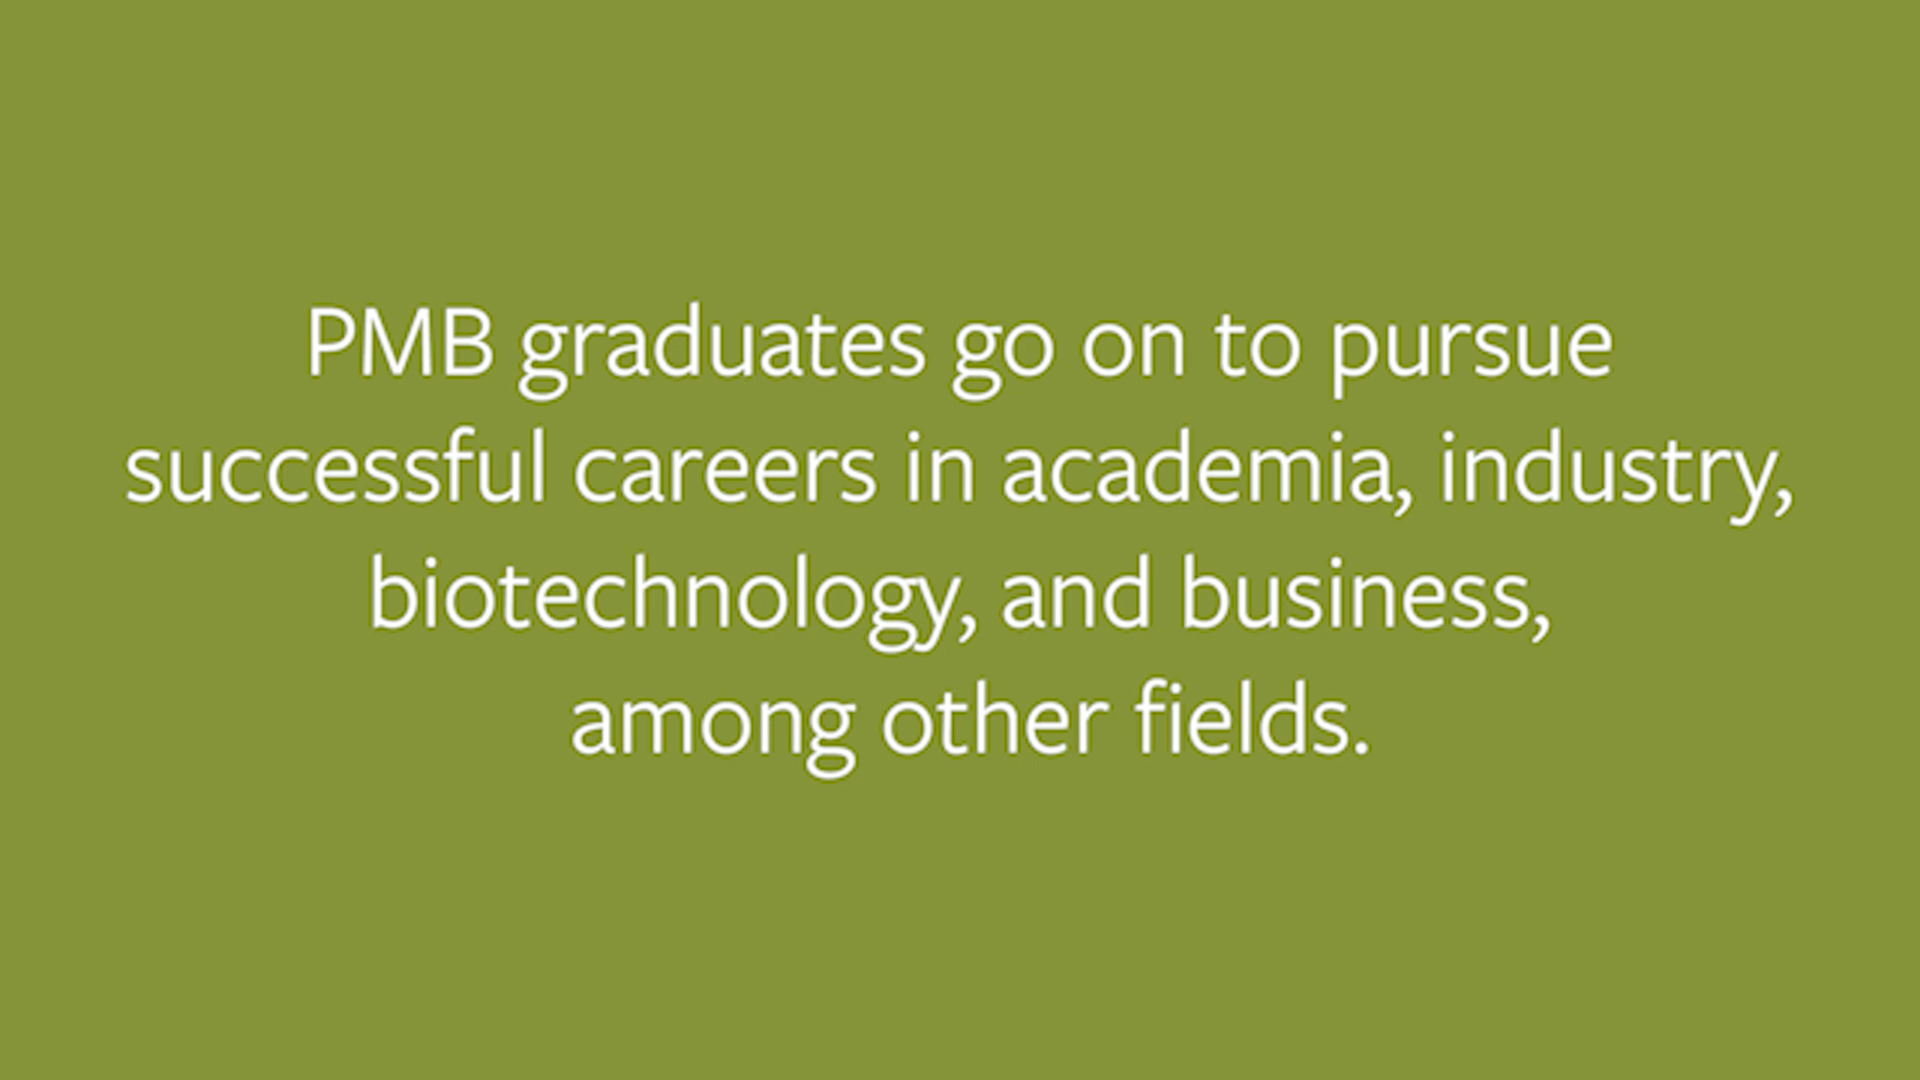 PMB graduates go on to pursue
successful careers in academia, industry,
biotechnology, and business,
among other fields.